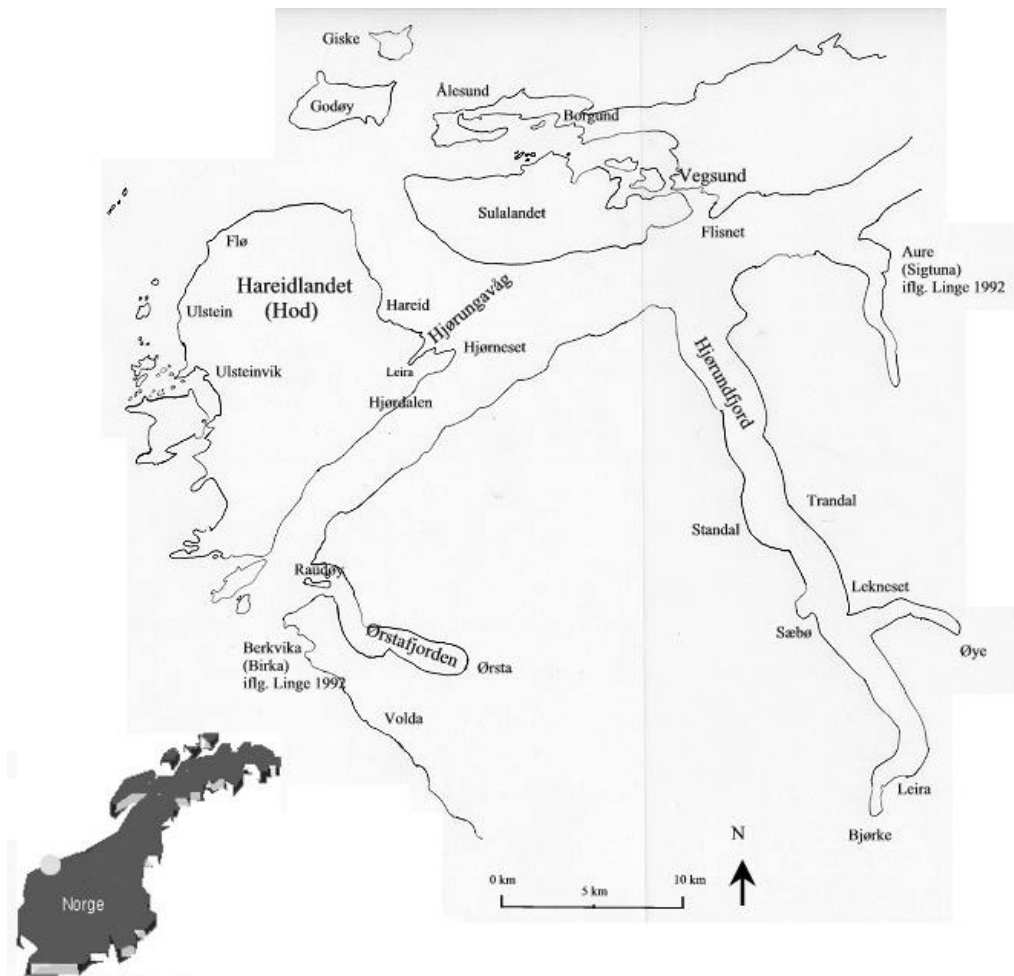 Giske
Godøy
Ålesund
Borgund
Vegsund
Sulalandet
Flisnet
Flø
Aure
(Sigtuna)
iflg. Linge 1992
Hareidlandet
(Hod)
Ulstein
Hareid
Hjørungavåg
Hjørneset
Ulsteinvik
Leira
Hjørdalen
Hjørundfjord
Trandal
Standal
Raudøy
Lekneset
Sæbø
Øye
Ørstafjorden
Berkvika
(Birka)
iflg. Linge 1992
Ørsta
Volda
Leira
Bjørke
N
0 km
5 km
10 km
Norge